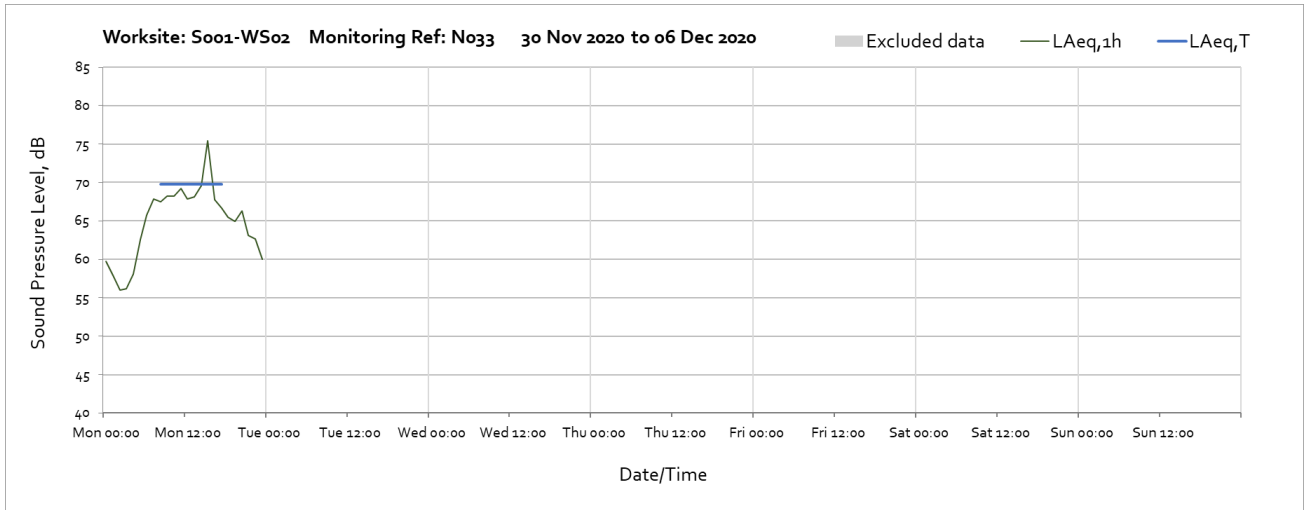 Worksite: S001-WS02 Monitoring Ref: N033 30 Nov 2020 to 06 Dec 2020
Excluded data LAeq,1h LAeq,T
Sound Pressure Level, dB
85
80
75
70
65
60
55
50
45
40
Mon 00:00 Mon 12:00 Tue 00:00 Tue 12:00 Wed 00:00 Wed 12:00 Thu 00:00 Thu 12:00 Fri 00:00 Fri 12:00 Sat 00:00 Sat 12:00 Sun 00:00 Sun 12:00
Date/Time